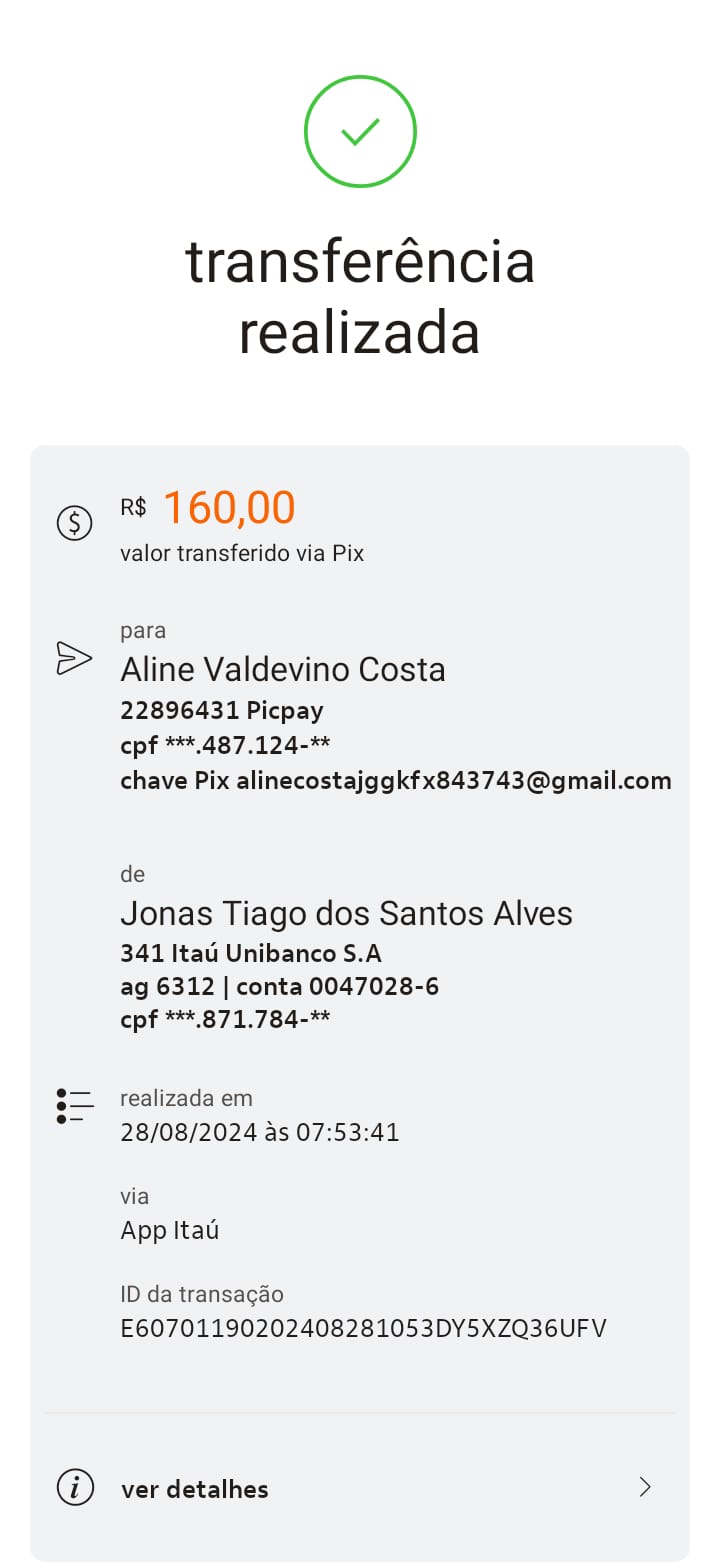 transferência
realizada
R$ 160,00
valor transferido via Pix
para
Aline Valdevino Costa
22896431 Picpay
cpf ***.487.124-**
chave Pix alinecostajggkfx843743@gmail.com
de
Jonas Tiago dos Santos Alves
341 Itaú Unibanco S.A
ag 6312 | conta 0047028-6
cpf ***.871.784-**
realizada em
28/08/2024 às 07:53:41
via
App Itaú
ID da transação
E60701190202408281053DY5XZQ36UFV
ver detalhes